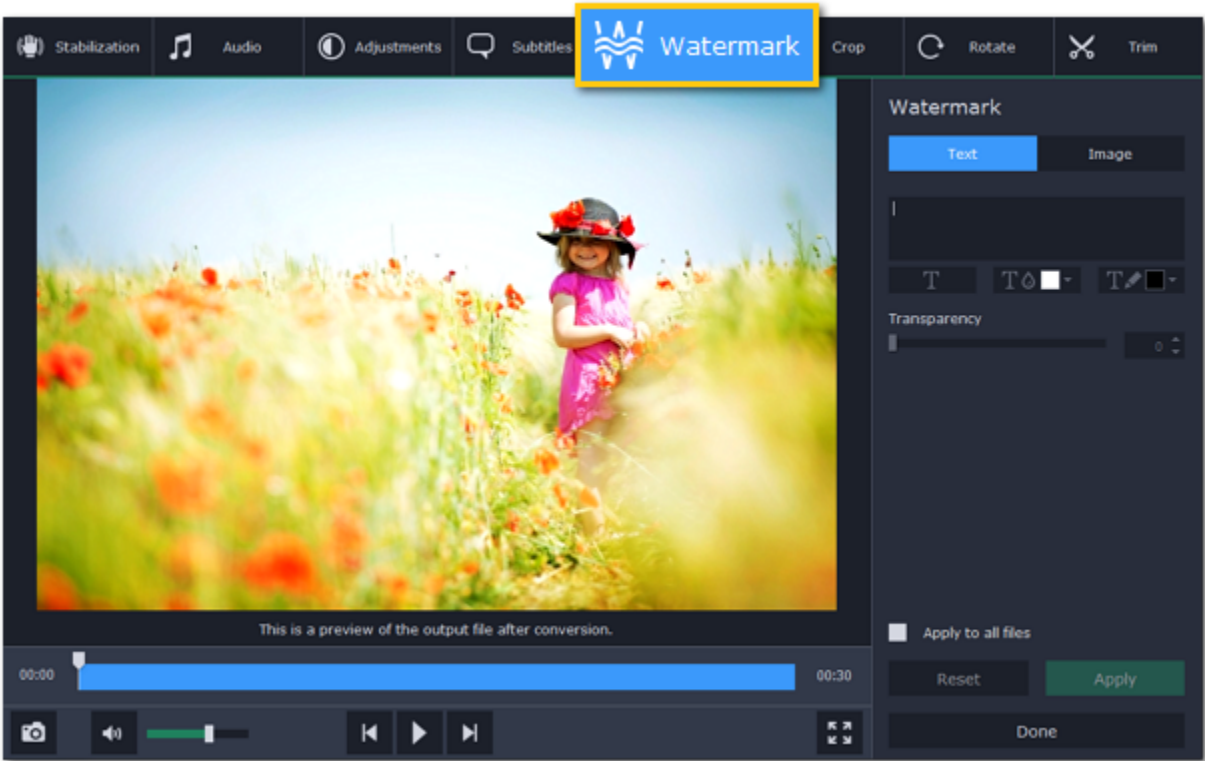 Stabilization Audio Adjustments Subtitles Watermark Crop Rotate Trim
Watermark
Text Image
T T T
Transparency
0
This is a preview of the output file after conversion.
Apply to all files
00:00 00:30
Reset Apply
Done